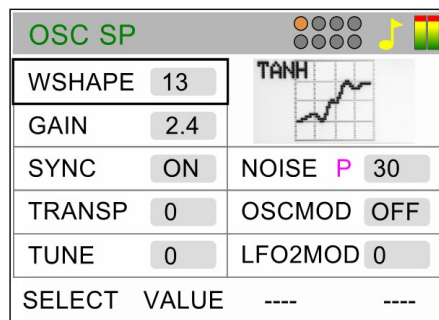 OSC SP
WSHAPE 13
TANH
GAIN 2.4
SYNC ON
NOISE P 30
TRANSP 0
OSCMOD OFF
TUNE 0
LFO2MOD 0
SELECT VALUE ---- ----